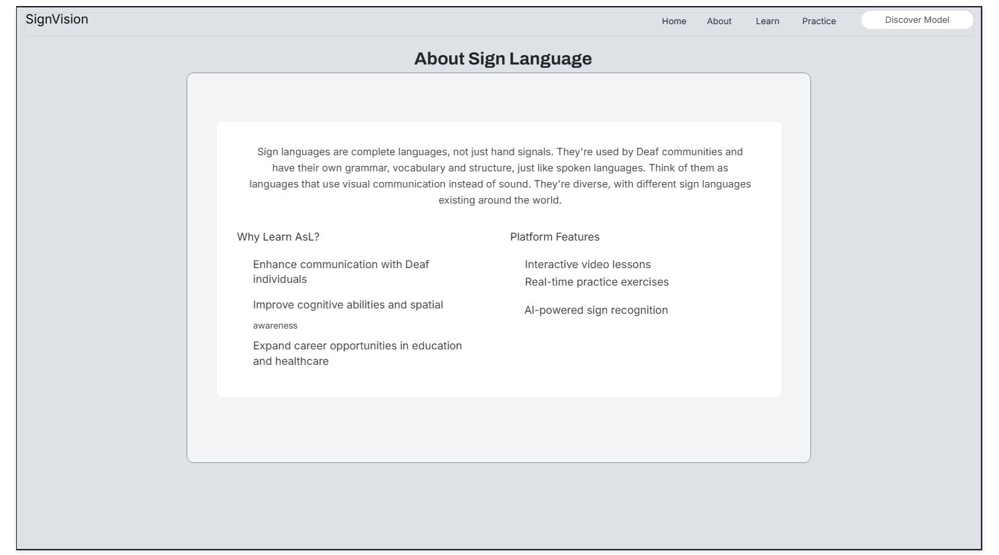 SignVision
Home
About
Learn
Practice
Discover Model
About Sign Language
Sign languages are complete languages, not just hand signals. They're used by Deaf communities and
have their own grammar, vocabulary and structure, just like spoken languages. Think of them as
languages that use visual communication instead of sound. They're diverse, with different sign languages
existing around the world.
Why Learn AsL?
Enhance communication with Deaf
individuals
Improve cognitive abilities and spatial
awareness
Expand career opportunities in education
and healthcare
Platform Features
Interactive video lessons
Real-time practice exercises
AI-powered sign recognition